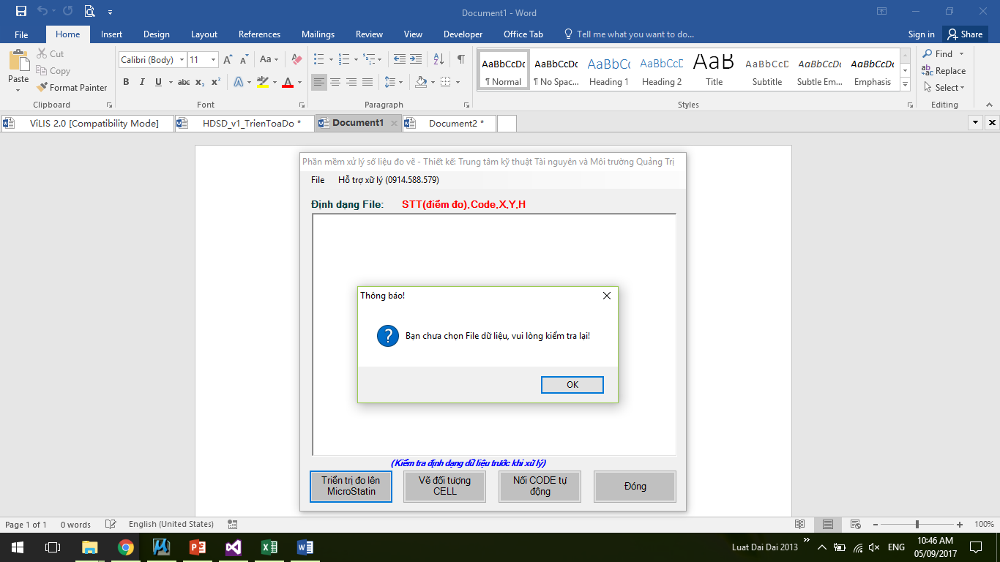 Document1 - Word
File Home Insert Design Layout References Mailings Review View Developer Office Tab Tell me what you want to do... Sign in Share
Paste
Cut
Copy
Format Painter
Clipboard
Calibri (Body) 11
Font
Paragraph
AaBbCcDc AaBbCcDc AaBbCc AaBbCcD AaB AaBbCcD AaBbCcDc AaBbCcDc
¶ Normal ¶ No Spac... Heading 1 Heading 2 Title Subtitle Subtle Em... Emphasis
Styles
Find
Replace
Select
Editing
ViLIS 2.0 [Compatibility Mode] HDSD_v1_TrienToaDo * Document1 Document2 *
Phần mềm xử lý số liệu đo vẽ - Thiết kế: Trung tâm kỹ thuật Tài nguyên và Môi trường Quảng Trị
File Hỗ trợ xử lý (0914.588.579)
Định dạng File: STT(điểm đo),Code,X,Y,H
Thông báo!
Bạn chưa chọn File dữ liệu, vui lòng kiểm tra lại!
OK
(Kiểm tra định dạng dữ liệu trước khi xử lý)
Triển trị đo lên
MicroStatin
Vẽ đối tượng
CELL
Nối CODE tự
động
Đóng
Page 1 of 1 0 words English (United States) 100%
Luat Dai Dai 2013 ENG
10:46 AM
05/09/2017